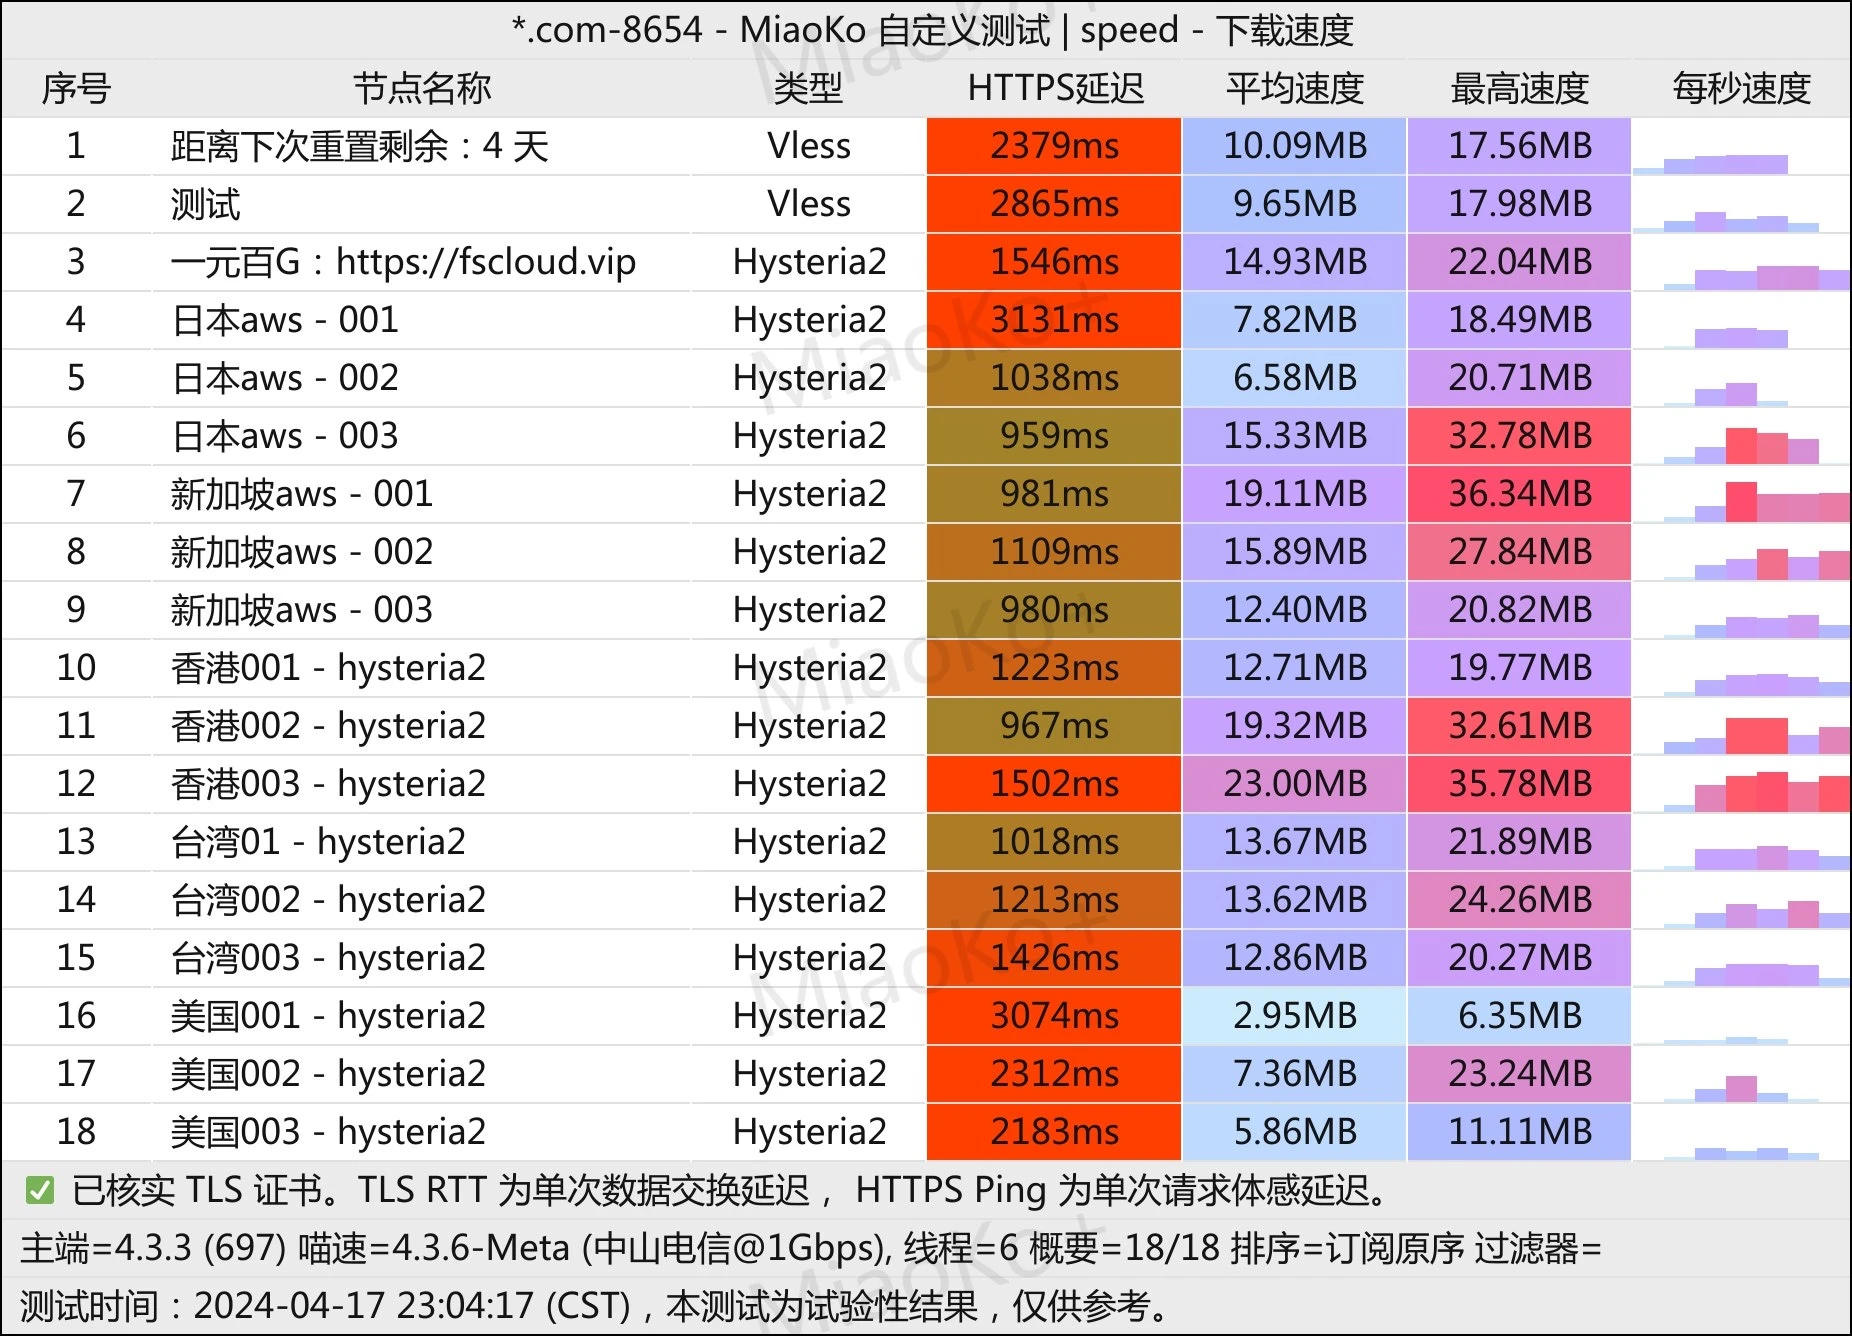 *.com-8654 - MiaoKo 自定义测试 | speed - 下载速度
序号 节点名称 类型 HTTPS延迟 平均速度 最高速度 每秒速度
1 距离下次重置剩余：4 天 Vless 2379ms 10.09MB 17.56MB
2 测试 Vless 2865ms 9.65MB 17.98MB
3 一元百G：https://fscloud.vip Hysteria2 1546ms 14.93MB 22.04MB
4 日本aws - 001 Hysteria2 3131ms 7.82MB 18.49MB
5 日本aws - 002 Hysteria2 1038ms 6.58MB 20.71MB
6 日本aws - 003 Hysteria2 959ms 15.33MB 32.78MB
7 新加坡aws - 001 Hysteria2 981ms 19.11MB 36.34MB
8 新加坡aws - 002 Hysteria2 1109ms 15.89MB 27.84MB
9 新加坡aws - 003 Hysteria2 980ms 12.40MB 20.82MB
10 香港001 - hysteria2 Hysteria2 1223ms 12.71MB 19.77MB
11 香港002 - hysteria2 Hysteria2 967ms 19.32MB 32.61MB
12 香港003 - hysteria2 Hysteria2 1502ms 23.00MB 35.78MB
13 台湾01 - hysteria2 Hysteria2 1018ms 13.67MB 21.89MB
14 台湾002 - hysteria2 Hysteria2 1213ms 13.62MB 24.26MB
15 台湾003 - hysteria2 Hysteria2 1426ms 12.86MB 20.27MB
16 美国001 - hysteria2 Hysteria2 3074ms 2.95MB 6.35MB
17 美国002 - hysteria2 Hysteria2 2312ms 7.36MB 23.24MB
18 美国003 - hysteria2 Hysteria2 2183ms 5.86MB 11.11MB
✅ 已核实 TLS 证书。TLS RTT 为单次数据交换延迟， HTTPS Ping 为单次请求体感延迟。
主端=4.3.3 (697) 喵速=4.3.6-Meta (中山电信@1Gbps), 线程=6 概要=18/18 排序=订阅原序 过滤器=
测试时间：2024-04-17 23:04:17 (CST)，本测试为试验性结果，仅供参考。
MiaoKo+
MiaoKo+
MiaoKo+
MiaoKo+
MiaoKo+